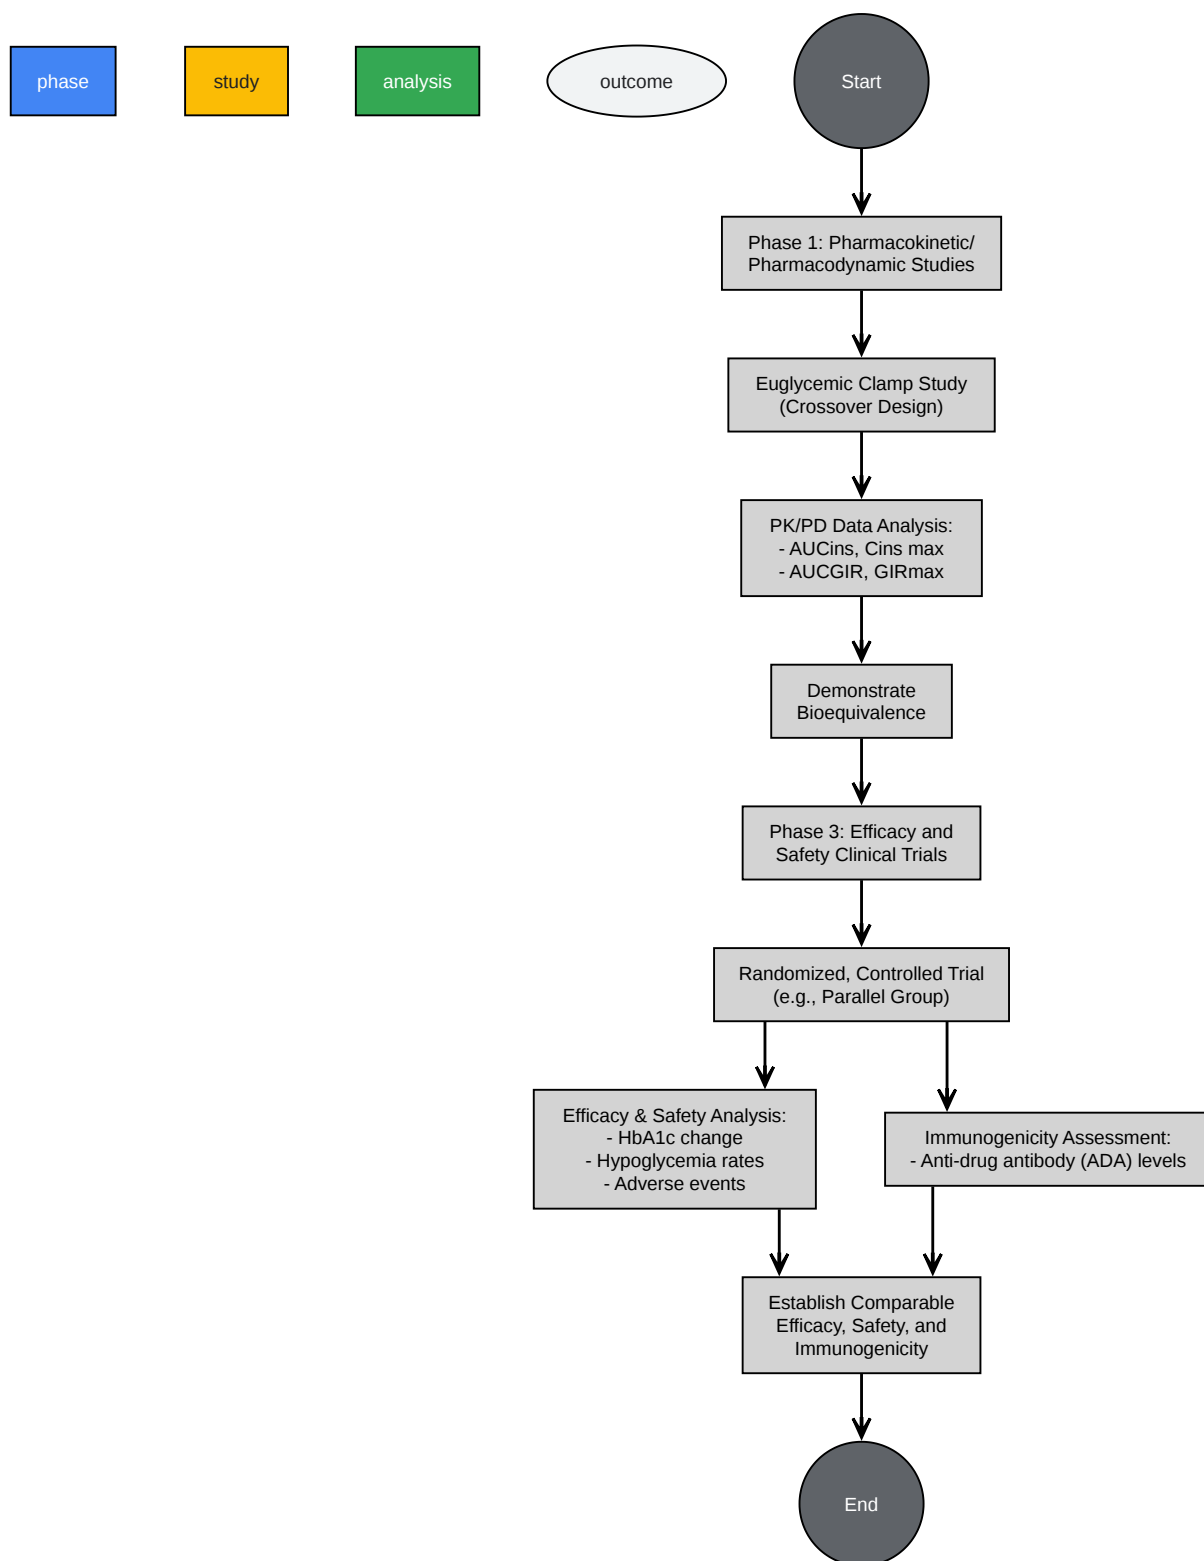 phase
study
analysis
outcome
Start
Phase 1: Pharmacokinetic/
Pharmacodynamic Studies
Euglycemic Clamp Study
(Crossover Design)
PK/PD Data Analysis:
- AUCins, Cins max
- AUCGIR, GIRmax
Demonstrate
Bioequivalence
Phase 3: Efficacy and
Safety Clinical Trials
Randomized, Controlled Trial
(e.g., Parallel Group)
Efficacy & Safety Analysis:
- HbA1c change
- Hypoglycemia rates
- Adverse events
Immunogenicity Assessment:
- Anti-drug antibody (ADA) levels
Establish Comparable
Efficacy, Safety, and
Immunogenicity
End